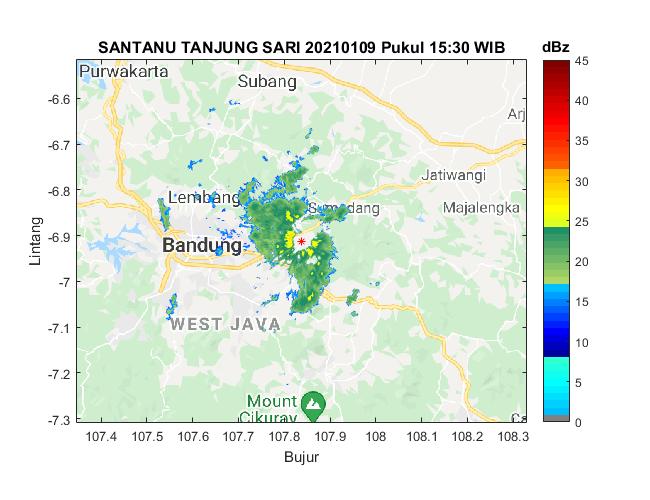 SANTANU TANJUNG SARI 20210109 Pukul 15:30 WIB
dBz
Purwakarta
Subang
Arj
Jatiwangi
Lembang
Sumedang
Majalengka
Bandung
WEST JAVA
Mount
Cikuray
Lintang
-6.6
-6.7
-6.8
-6.9
-7
-7.1
-7.2
-7.3
107.4
107.5
107.6
107.7
107.8
107.9
108
108.1
108.2
108.3
Bujur
45
40
35
30
25
20
15
10
5
0